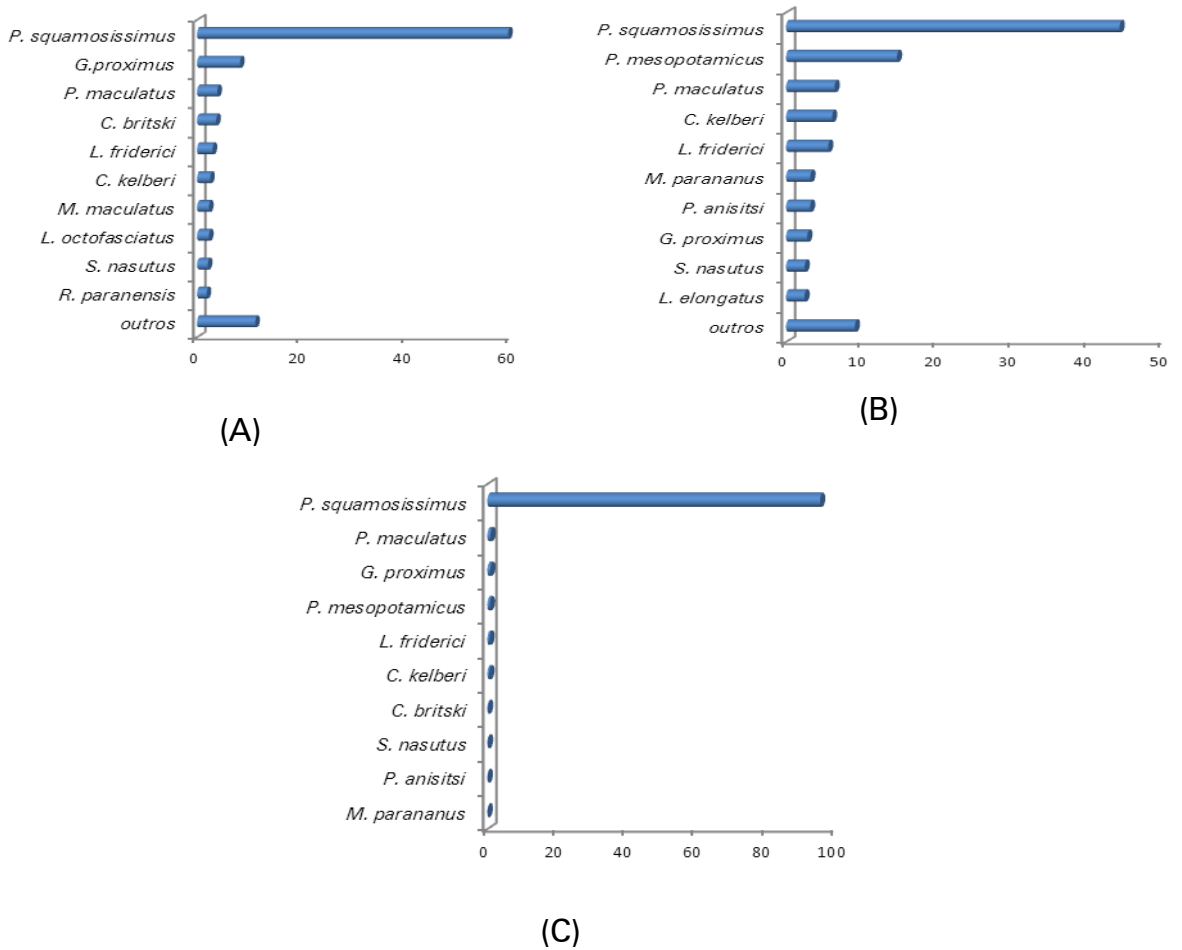 P. squamosissimus
G.proximus
P. maculatus
C. britski
L. friderici
C. kelberi
M. maculatus
L. octofasciatus
S. nasutus
R. paranensis
outros
0 20 40 60
(A)
P. squamosissimus
P. mesopotamicus
P. maculatus
C. kelberi
L. friderici
M. parananus
P. anisitsi
G. proximus
S. nasutus
L. elongatus
outros
0 10 20 30 40 50
(B)
P. squamosissimus
P. maculatus
G. proximus
P. mesopotamicus
L. friderici
C. kelberi
C. britski
S. nasutus
P. anisitsi
M. parananus
0 20 40 60 80 100
(C)